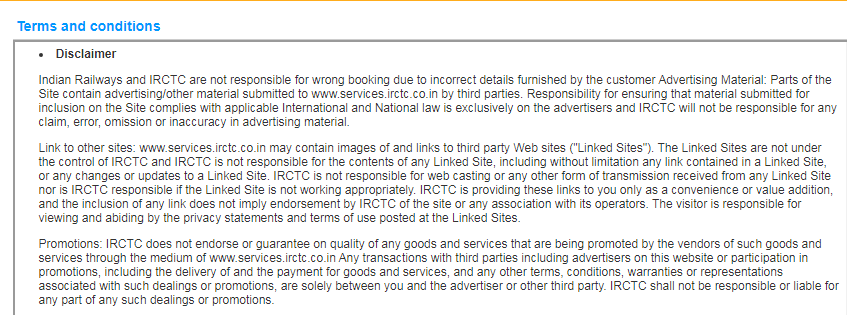 Terms and conditions
• Disclaimer
Indian Railways and IRCTC are not responsible for wrong booking due to incorrect details furnished by the customer Advertising Material: Parts of the
Site contain advertising/other material submitted to www.services.irctc.co.in by third parties. Responsibility for ensuring that material submitted for
inclusion on the Site complies with applicable International and National law is exclusively on the advertisers and IRCTC will not be responsible for any
claim, error, omission or inaccuracy in advertising material.
Link to other sites: www.services.irctc.co.in may contain images of and links to third party Web sites ("Linked Sites"). The Linked Sites are not under
the control of IRCTC and IRCTC is not responsible for the contents of any Linked Site, including without limitation any link contained in a Linked Site,
or any changes or updates to a Linked Site. IRCTC is not responsible for web casting or any other form of transmission received from any Linked Site
nor is IRCTC responsible if the Linked Site is not working appropriately. IRCTC is providing these links to you only as a convenience or value addition,
and the inclusion of any link does not imply endorsement by IRCTC of the site or any association with its operators. The visitor is responsible for
viewing and abiding by the privacy statements and terms of use posted at the Linked Sites.
Promotions: IRCTC does not endorse or guarantee on quality of any goods and services that are being promoted by the vendors of such goods and
services through the medium of www.services.irctc.co.in Any transactions with third parties including advertisers on this website or participation in
promotions, including the delivery of and the payment for goods and services, and any other terms, conditions, warranties or representations
associated with such dealings or promotions, are solely between you and the advertiser or other third party. IRCTC shall not be responsible or liable for
any part of any such dealings or promotions.